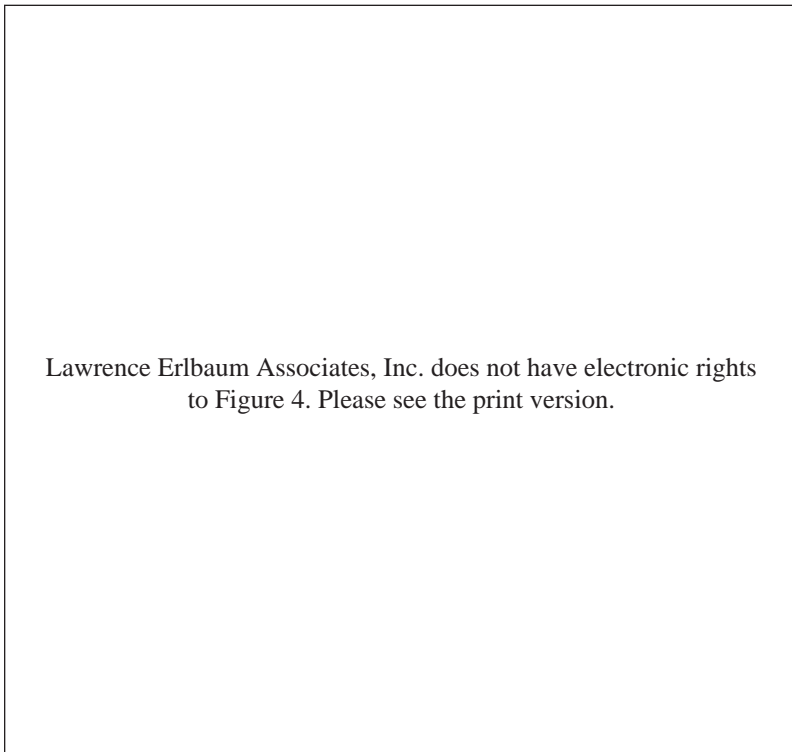 Lawrence Erlbaum Associates, Inc. does not have electronic rights
to Figure 4. Please see the print version.